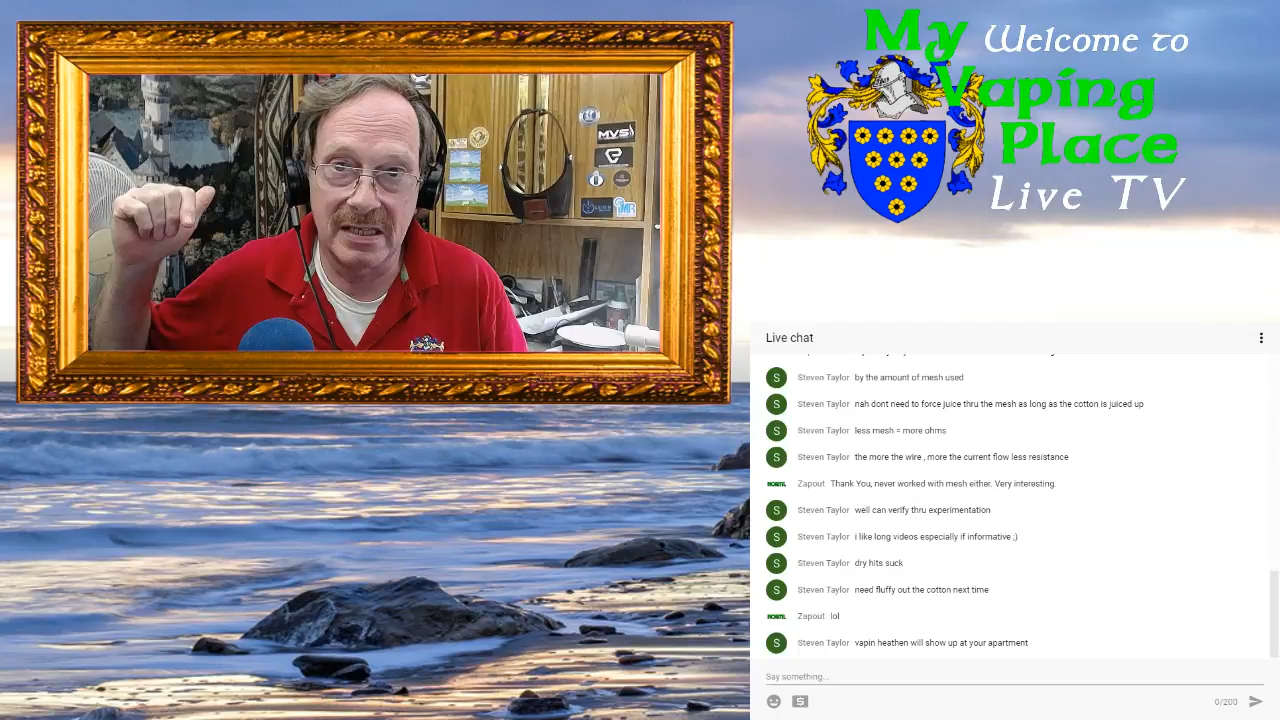 My Welcome to
Vaping
Place
Live TV
MVS
Live chat
S Steven Taylor by the amount of mesh used
S Steven Taylor nah dont need to force juice thru the mesh as long as the cotton is juiced up
S Steven Taylor less mesh = more ohms
S Steven Taylor the more the wire , more the current flow less resistance
Zapout Thank You, never worked with mesh either. Very interesting.
S Steven Taylor well can verify thru experimentation
S Steven Taylor i like long videos especially if informative ;)
S Steven Taylor dry hits suck
S Steven Taylor need fluffy out the cotton next time
Zapout lol
S Steven Taylor vapin heathen will show up at your apartment
Say something...
0/200